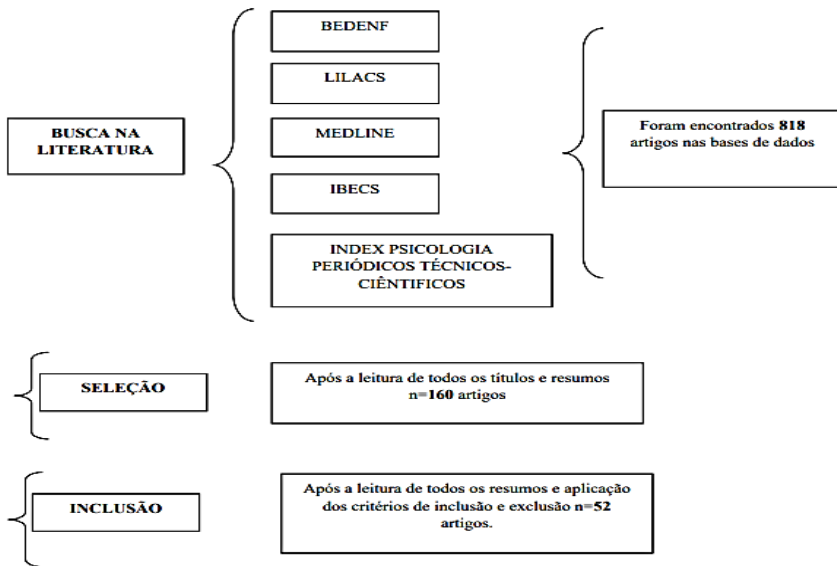 BUSCA NA
LITERATURA
BEDENF
LILACS
MEDLINE
IBECS
INDEX PSICOLOGIA
PERIÓDICOS TÉCNICOS-
CIÊNTIFICOS
Foram encontrados 818
artigos nas bases de dados
SELEÇÃO
Após a leitura de todos os títulos e resumos
n=160 artigos
INCLUSÃO
Após a leitura de todos os resumos e aplicação
dos critérios de inclusão e exclusão n=52
artigos.